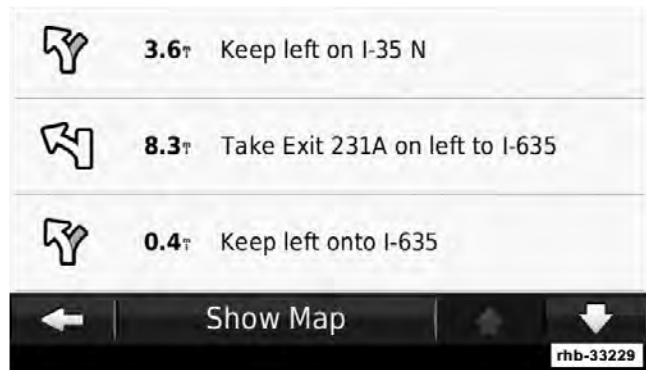 3.6 Keep left on I-35 N
8.3 Take Exit 231A on left to I-635
0.4 Keep left onto I-635
Show Map
rhb-33229